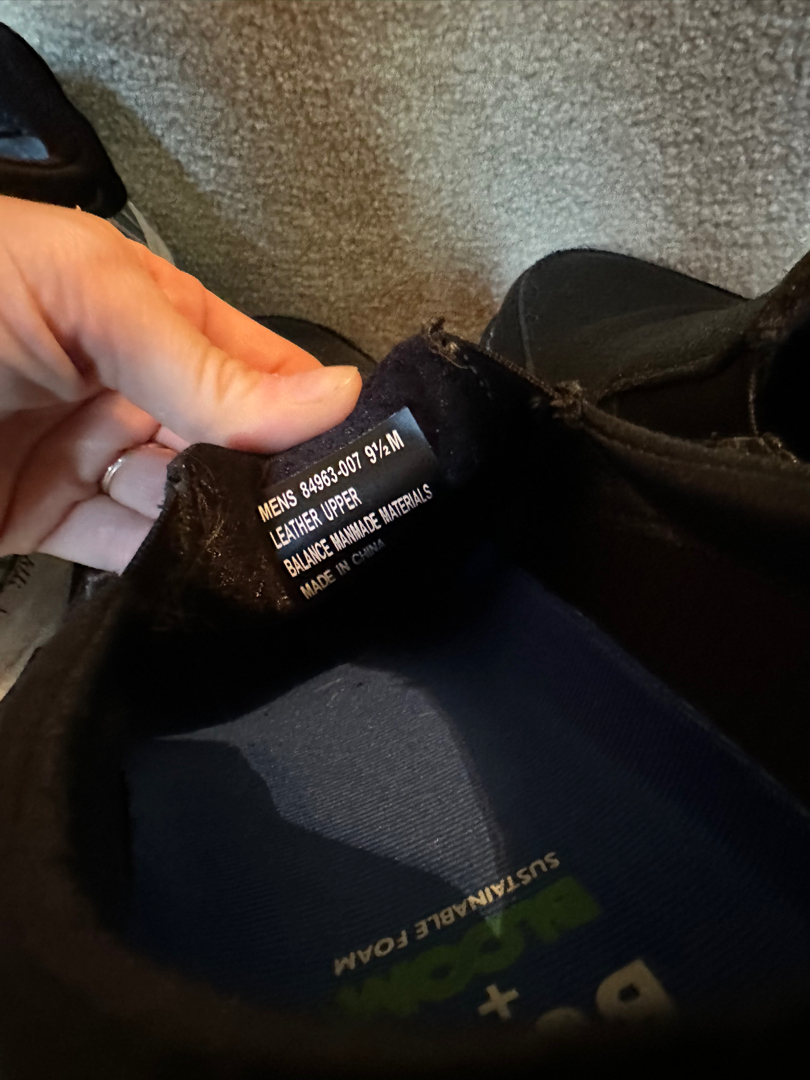 MENS 84963-007 9½M
LEATHER UPPER
BALANCE MANMADE MATERIALS
MADE IN CHINA
BLOOM
SUSTAINABLE FOAM
+